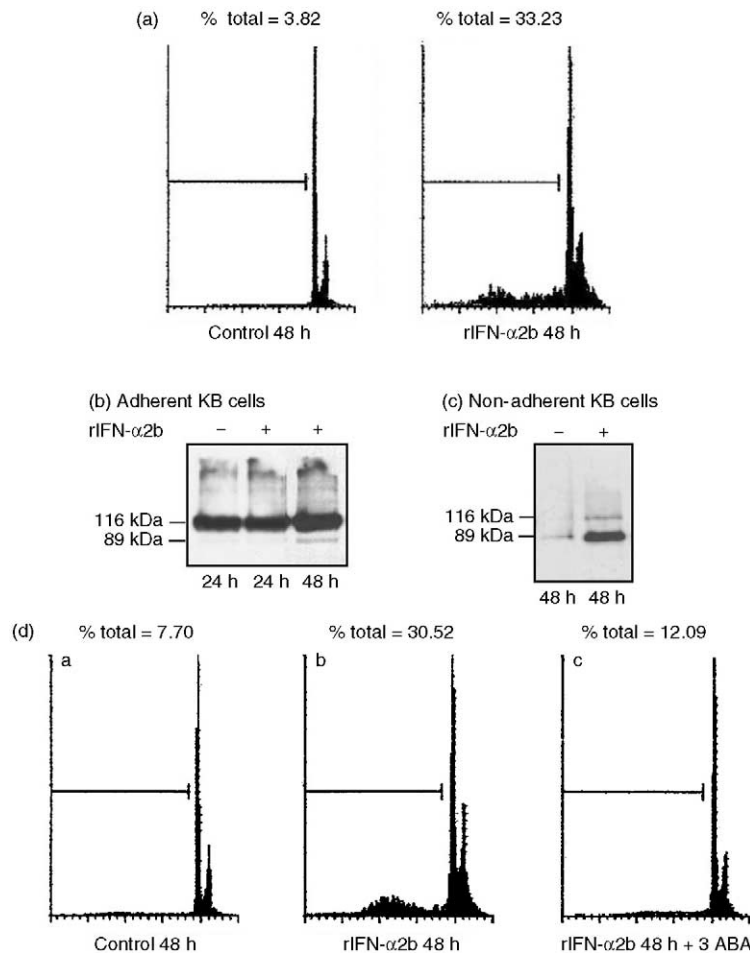 (a) % total = 3.82 % total = 33.23
Control 48 h rIFN-α2b 48 h
(b) Adherent KB cells
rIFN-α2b – + +
116 kDa
89 kDa
24 h 24 h 48 h
(c) Non-adherent KB cells
rIFN-α2b – +
116 kDa
89 kDa
48 h 48 h
(d) % total = 7.70 % total = 30.52 % total = 12.09
a b c
Control 48 h rIFN-α2b 48 h rIFN-α2b 48 h + 3 ABA